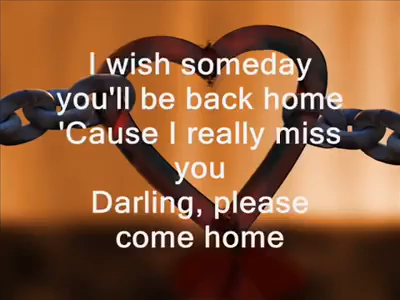 I wish someday
you'll be back home
'Cause I really miss
you
Darling, please
come home